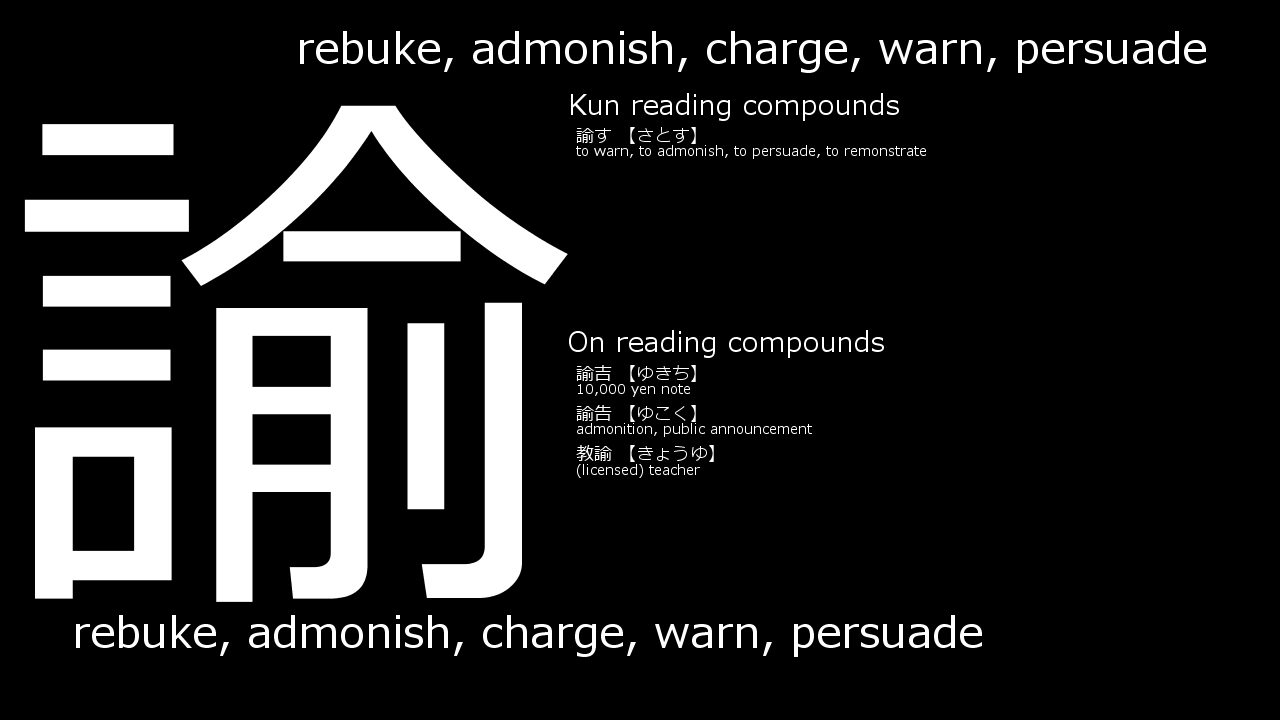 rebuke, admonish, charge, warn, persuade
諭
Kun reading compounds
諭す 【さとす】
to warn, to admonish, to persuade, to remonstrate
On reading compounds
諭吉 【ゆきち】
10,000 yen note
諭告 【ゆこく】
admonition, public announcement
教諭 【きょうゆ】
(licensed) teacher
rebuke, admonish, charge, warn, persuade